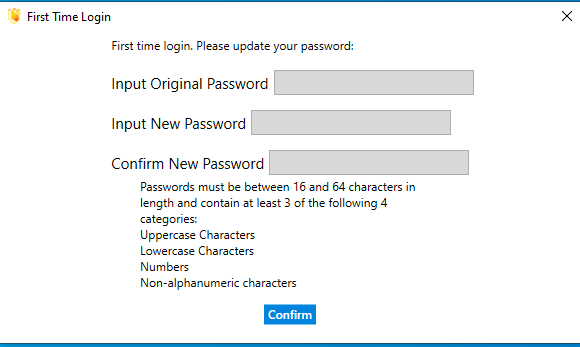 First Time Login
First time login. Please update your password:
Input Original Password
Input New Password
Confirm New Password
Passwords must be between 16 and 64 characters in
length and contain at least 3 of the following 4
categories:
Uppercase Characters
Lowercase Characters
Numbers
Non-alphanumeric characters
Confirm